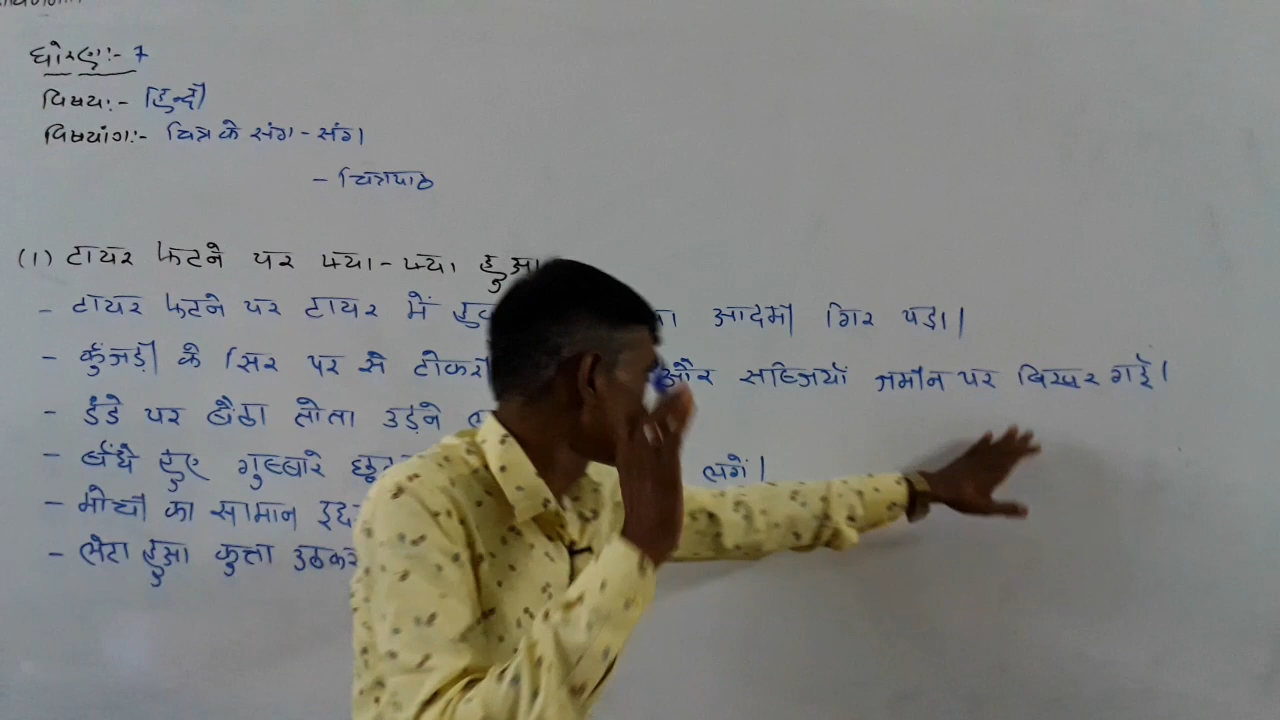 धोरण:- 7
विषय:- हिन्दी
विषयांग:- चित्र के संग-संग
- चित्रपाठ
(1) टायर फटने पर क्या-क्या हुआ
- टायर फटने पर टायर में आदमी गिर पड़ा।
- कुंजड़ी के सिर पर से टोकरी और सब्जियाँ जमीन पर बिखर गई।
- डंडे पर बैठा तोता उड़ने
- बंधे हुए गुब्बारे लगें।
- मोची का सामान
- लेटा हुआ कुत्ता उठकर